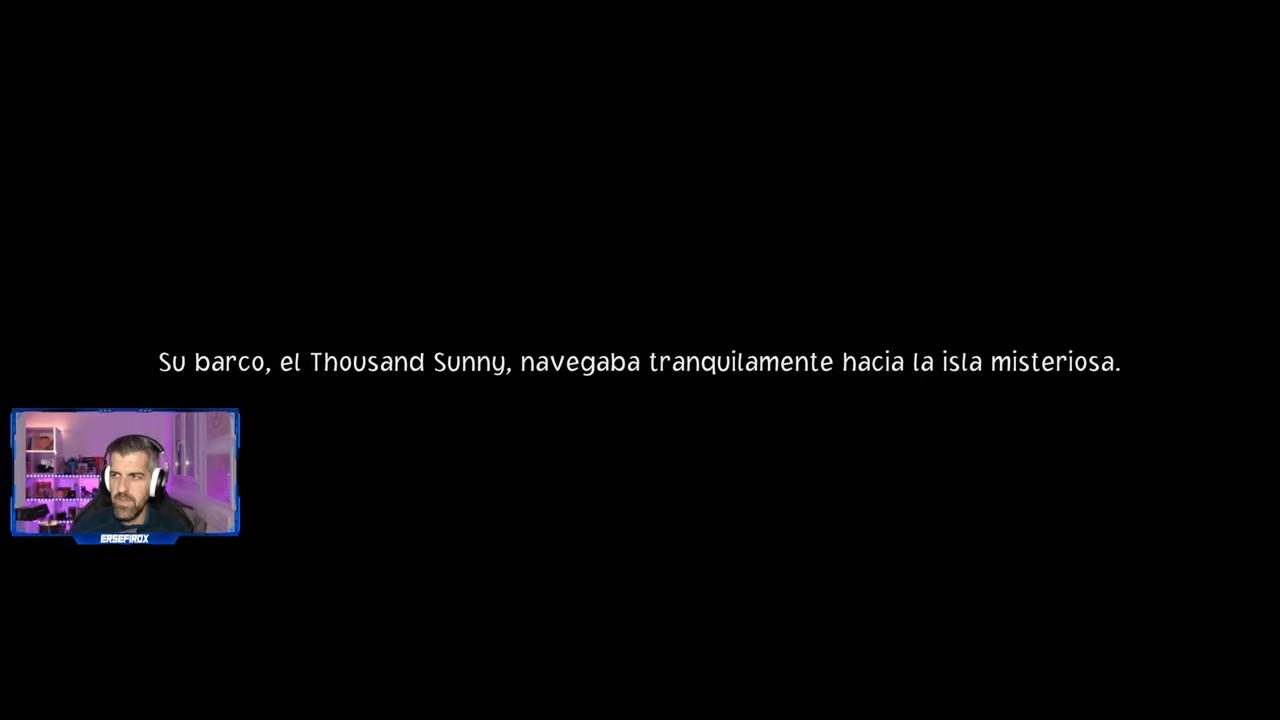 Su barco, el Thousand Sunny, navegaba tranquilamente hacia la isla misteriosa.
ERSEFIROX